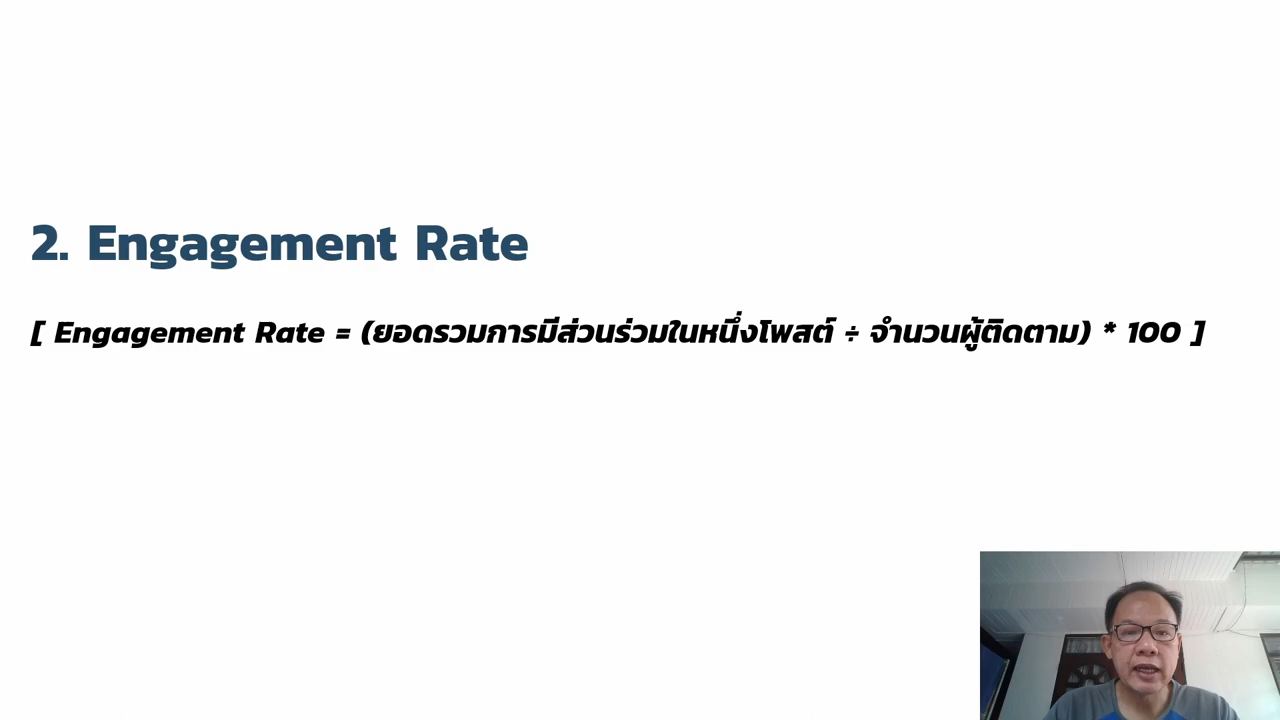 2. Engagement Rate
[ Engagement Rate = (ยอดรวมการมีส่วนร่วมในหนึ่งโพสต์ ÷ จำนวนผู้ติดตาม) * 100 ]